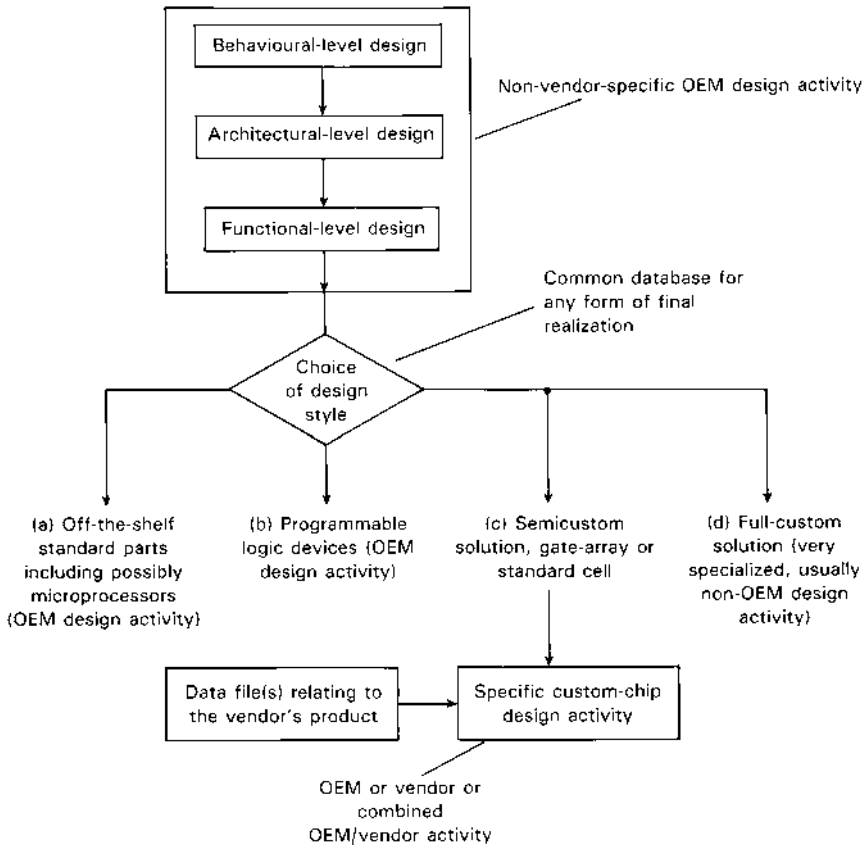 Behavioural-level design
Non-vendor-specific OEM design activity
Architectural-level design
Functional-level design
Common database for
any form of final
realization
Choice
of design
style
(a) Off-the-shelf
standard parts
including possibly
microprocessors
(OEM design activity)
(b) Programmable
logic devices (OEM
design activity)
(c) Semicustom
solution, gate-array or
standard cell
(d) Full-custom
solution (very
specialized, usually
non-OEM design
activity)
Data file(s) relating to
the vendor's product
Specific custom-chip
design activity
OEM or vendor or
combined
OEM/vendor activity